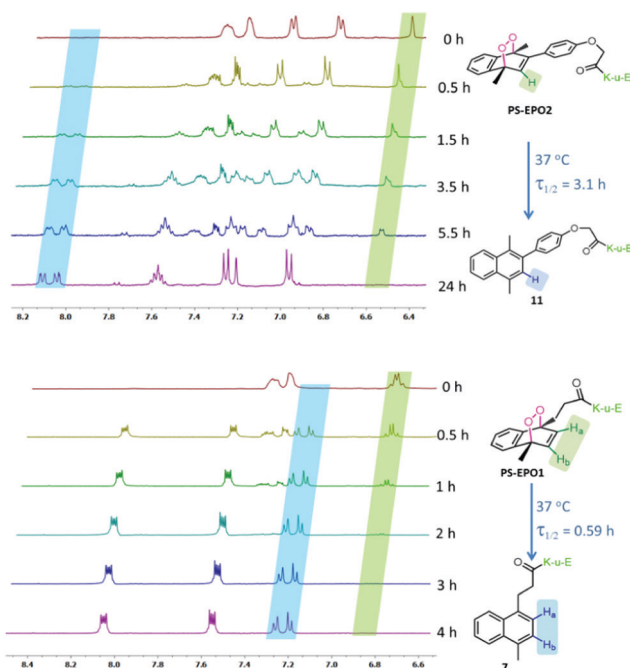 0 h
0.5 h
1.5 h
3.5 h
5.5 h
24 h
8.2 8.0 7.8 7.6 7.4 7.2 7.0 6.8 6.6 6.4
O
O
O
O
K-u-E
H
PS-EPO2
37 °C
τ1/2 = 3.1 h
O
O
K-u-E
H
11
0 h
0.5 h
1 h
2 h
3 h
4 h
8.4 8.2 8.0 7.8 7.6 7.4 7.2 7.0 6.8 6.6
O
K-u-E
O
O
Ha
Hb
PS-EPO1
37 °C
τ1/2 = 0.59 h
O
K-u-E
Ha
Hb
7